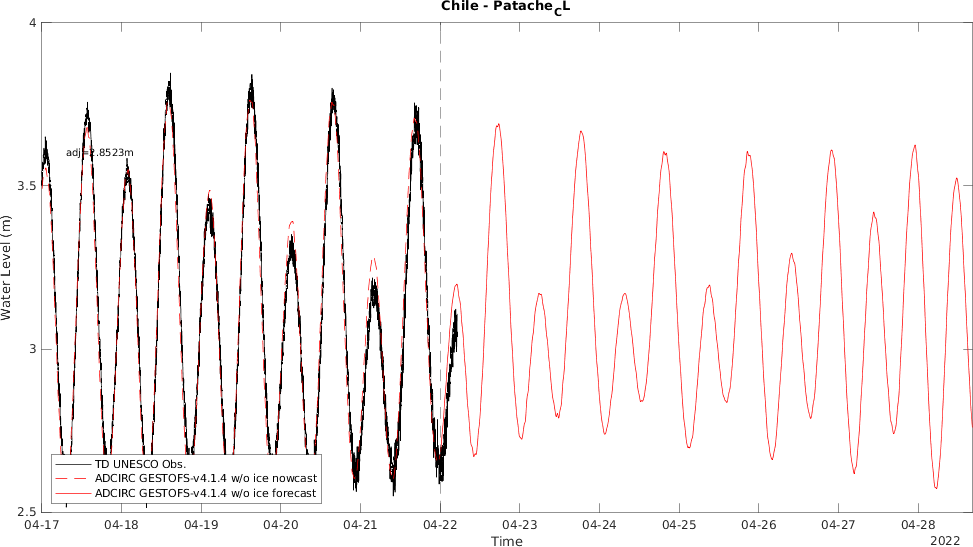 Chile - Patache_CL
4
3.5
3
2.5
Water Level (m)
adj=2.8523m
TD UNESCO Obs.
ADCIRC GESTOFS-v4.1.4 w/o ice nowcast
ADCIRC GESTOFS-v4.1.4 w/o ice forecast
04-17 04-18 04-19 04-20 04-21 04-22 04-23 04-24 04-25 04-26 04-27 04-28
Time
2022